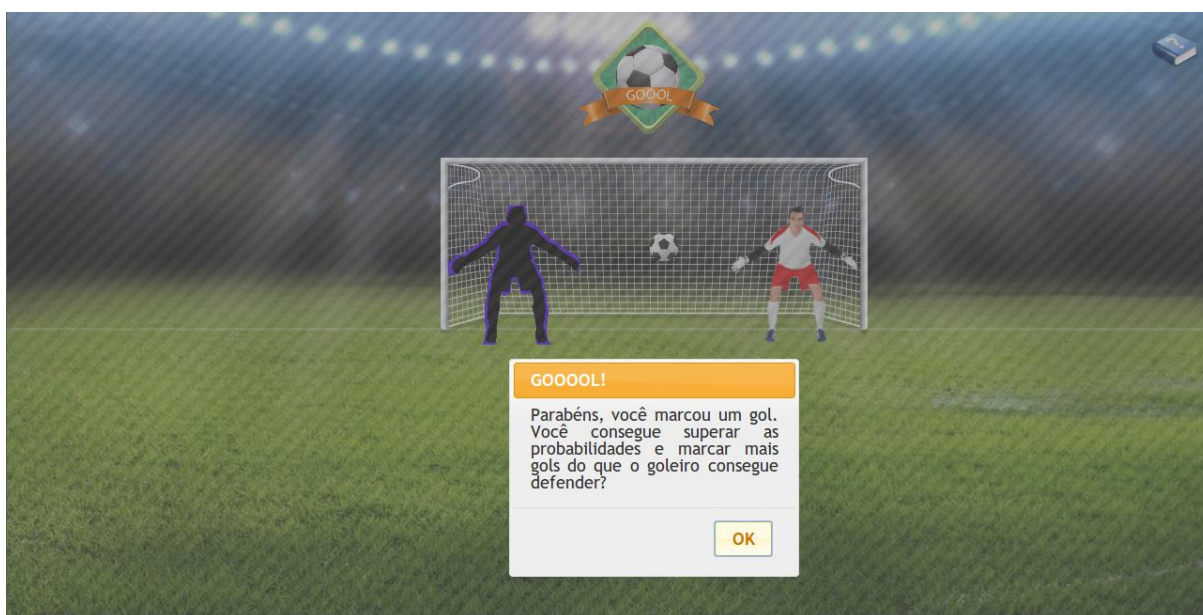 GOOOL
GOOOOL!
Parabéns, você marcou um gol.
Você consegue superar as
probabilidades e marcar mais
gols do que o goleiro consegue
defender?
OK